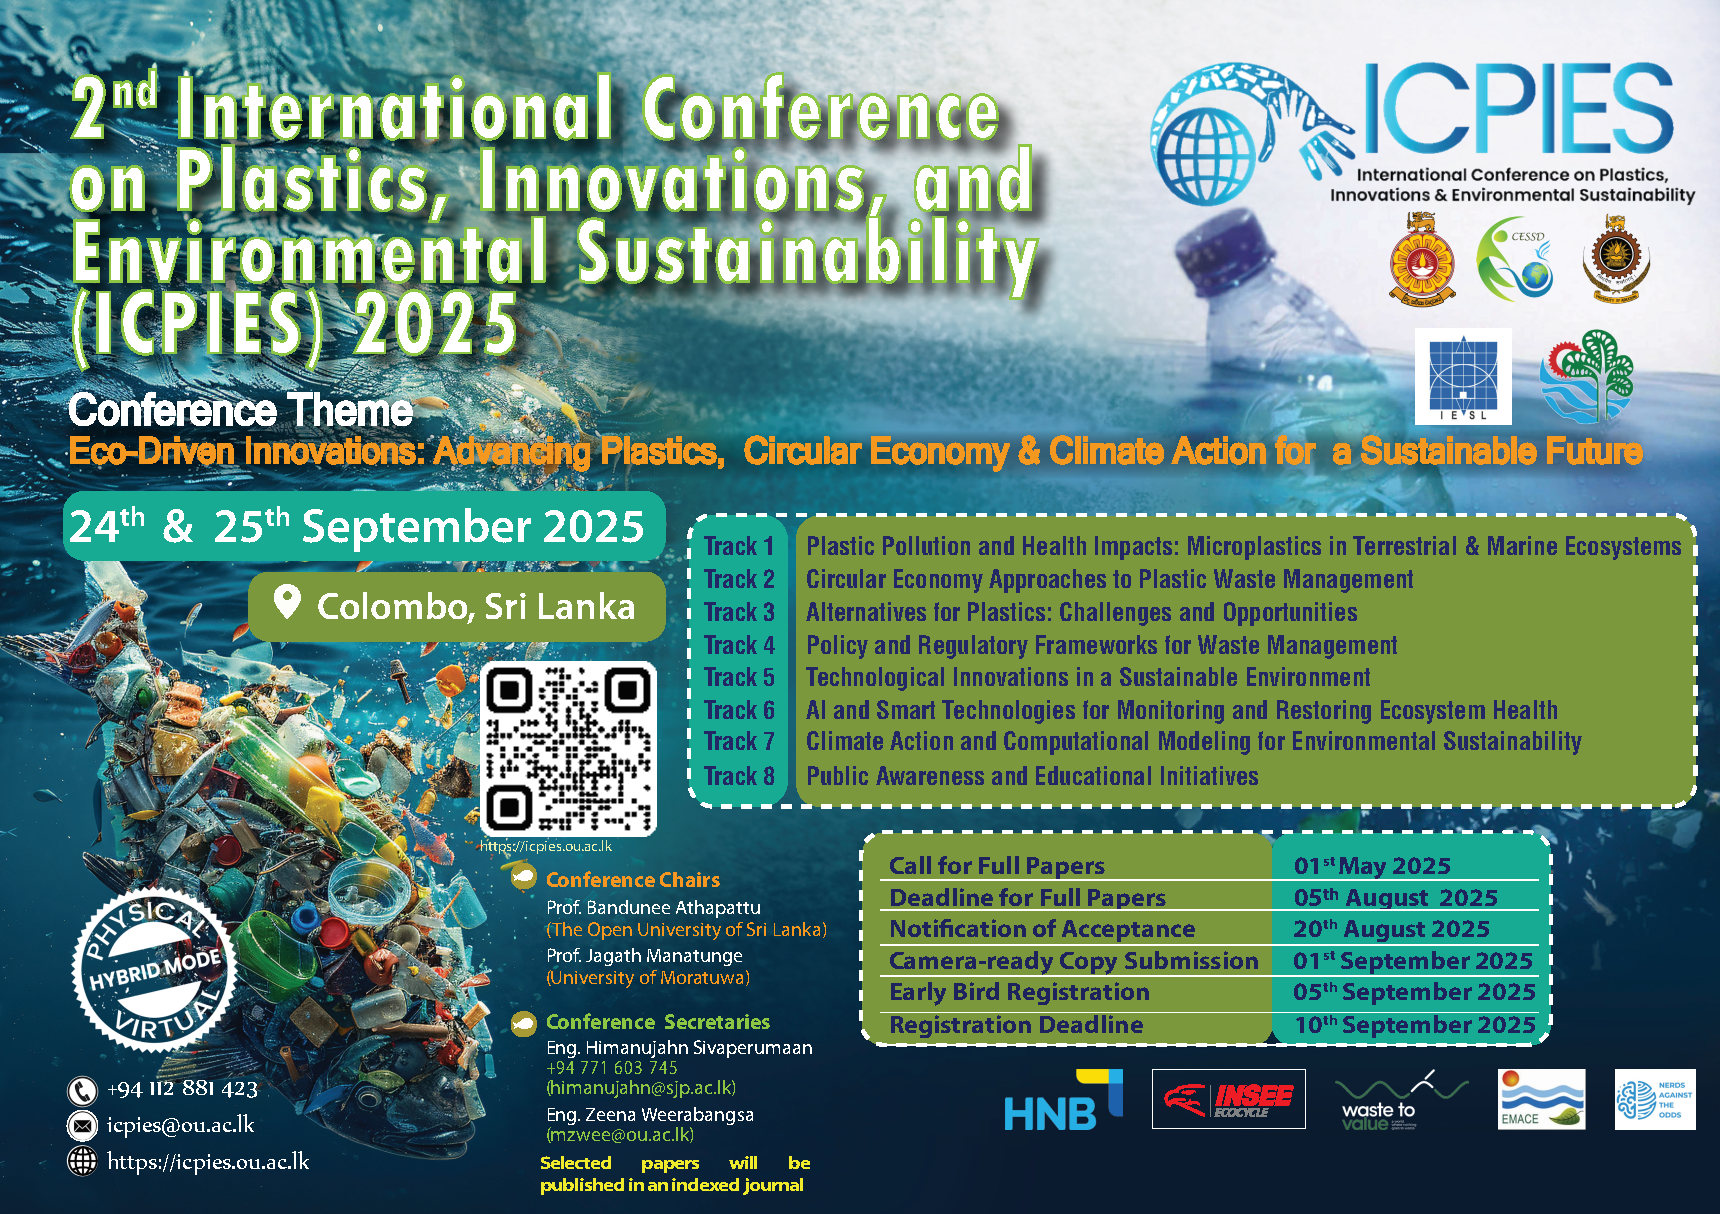 2nd International Conference
on Plastics, Innovations, and
Environmental Sustainability
(ICPIES) 2025
ICPIES
International Conference on Plastics,
Innovations & Environmental Sustainability
CESSD
IESL
Conference Theme
Eco-Driven Innovations: Advancing Plastics, Circular Economy & Climate Action for a Sustainable Future
24th & 25th September 2025
Colombo, Sri Lanka
Track 1 Plastic Pollution and Health Impacts: Microplastics in Terrestrial & Marine Ecosystems
Track 2 Circular Economy Approaches to Plastic Waste Management
Track 3 Alternatives for Plastics: Challenges and Opportunities
Track 4 Policy and Regulatory Frameworks for Waste Management
Track 5 Technological Innovations in a Sustainable Environment
Track 6 AI and Smart Technologies for Monitoring and Restoring Ecosystem Health
Track 7 Climate Action and Computational Modeling for Environmental Sustainability
Track 8 Public Awareness and Educational Initiatives
https://icpies.ou.ac.lk
Conference Chairs
Prof. Bandunee Athapattu
(The Open University of Sri Lanka)
Prof. Jagath Manatunge
(University of Moratuwa)
Conference Secretaries
Eng. Himanujahn Sivaperumaan
+94 771 603 745
(himanujahn@sjp.ac.lk)
Eng. Zeena Weerabangsa
(mzwee@ou.ac.lk)
Selected papers will be
published in an indexed journal
Call for Full Papers 01st May 2025
Deadline for Full Papers 05th August 2025
Notification of Acceptance 20th August 2025
Camera-ready Copy Submission 01st September 2025
Early Bird Registration 05th September 2025
Registration Deadline 10th September 2025
PHYSICAL
HYBRID MODE
VIRTUAL
+94 112 881 423
icpies@ou.ac.lk
https://icpies.ou.ac.lk
HNB
INSEE
ECOCYCLE
waste to
value
EMACE
NERDS
AGAINST
THE
ODDS